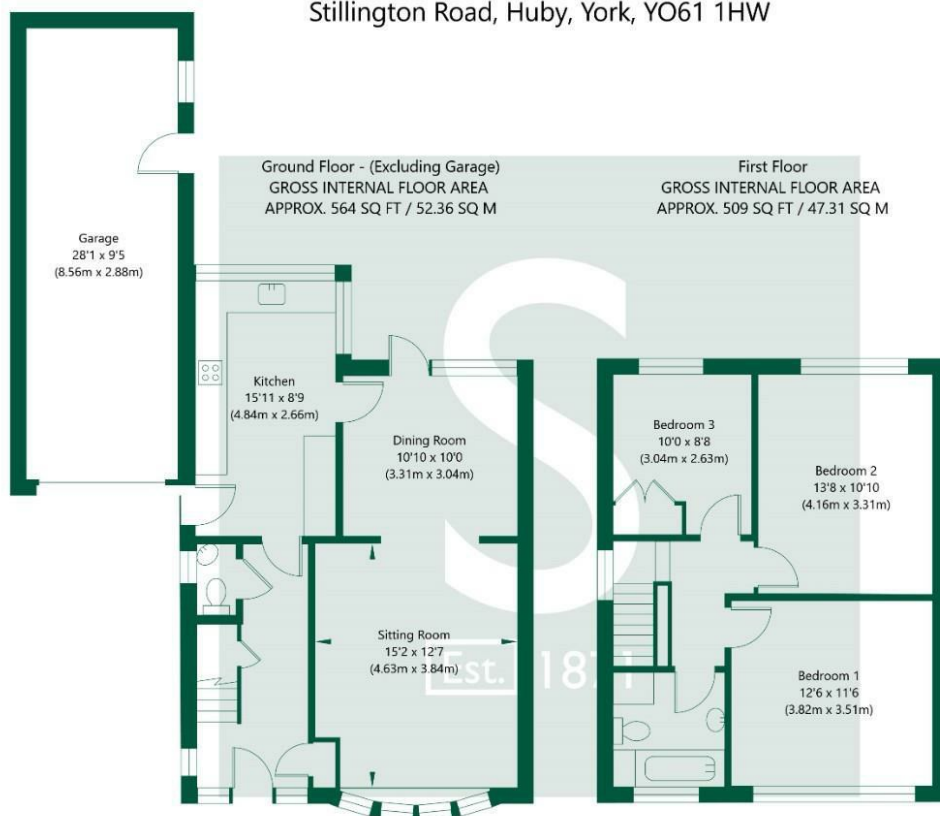 Stillington Road, Huby, York, YO61 1HW
Ground Floor - (Excluding Garage)
GROSS INTERNAL FLOOR AREA
APPROX. 564 SQ FT / 52.36 SQ M
First Floor
GROSS INTERNAL FLOOR AREA
APPROX. 509 SQ FT / 47.31 SQ M
Garage
28'1 x 9'5
(8.56m x 2.88m)
Kitchen
15'11 x 8'9
(4.84m x 2.66m)
Dining Room
10'10 x 10'0
(3.31m x 3.04m)
Sitting Room
15'2 x 12'7
(4.63m x 3.84m)
Bedroom 3
10'0 x 8'8
(3.04m x 2.63m)
Bedroom 2
13'8 x 10'10
(4.16m x 3.31m)
Bedroom 1
12'6 x 11'6
(3.82m x 3.51m)
S
Est. 1871